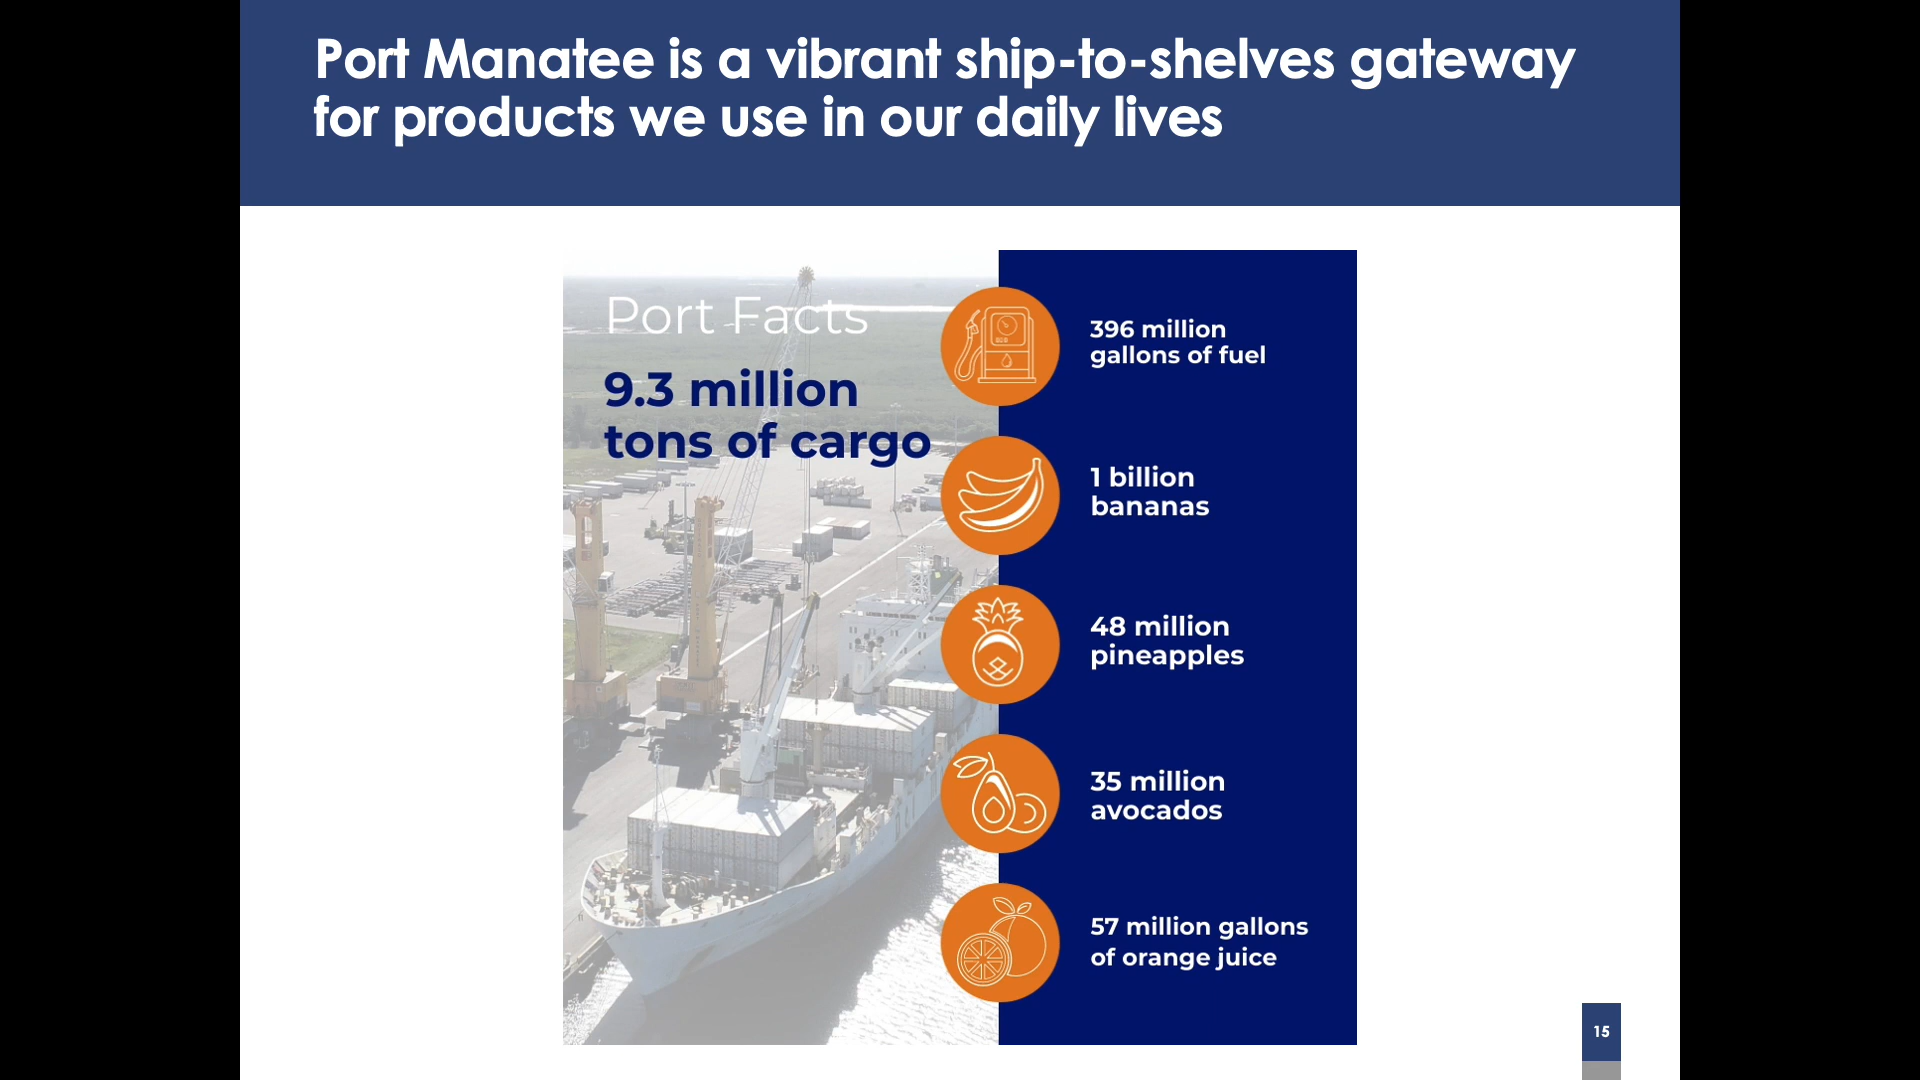 Port Manatee is a vibrant ship-to-shelves gateway
for products we use in our daily lives
Port Facts
9.3 million
tons of cargo
396 million
gallons of fuel
1 billion
bananas
48 million
pineapples
35 million
avocados
57 million gallons
of orange juice
15